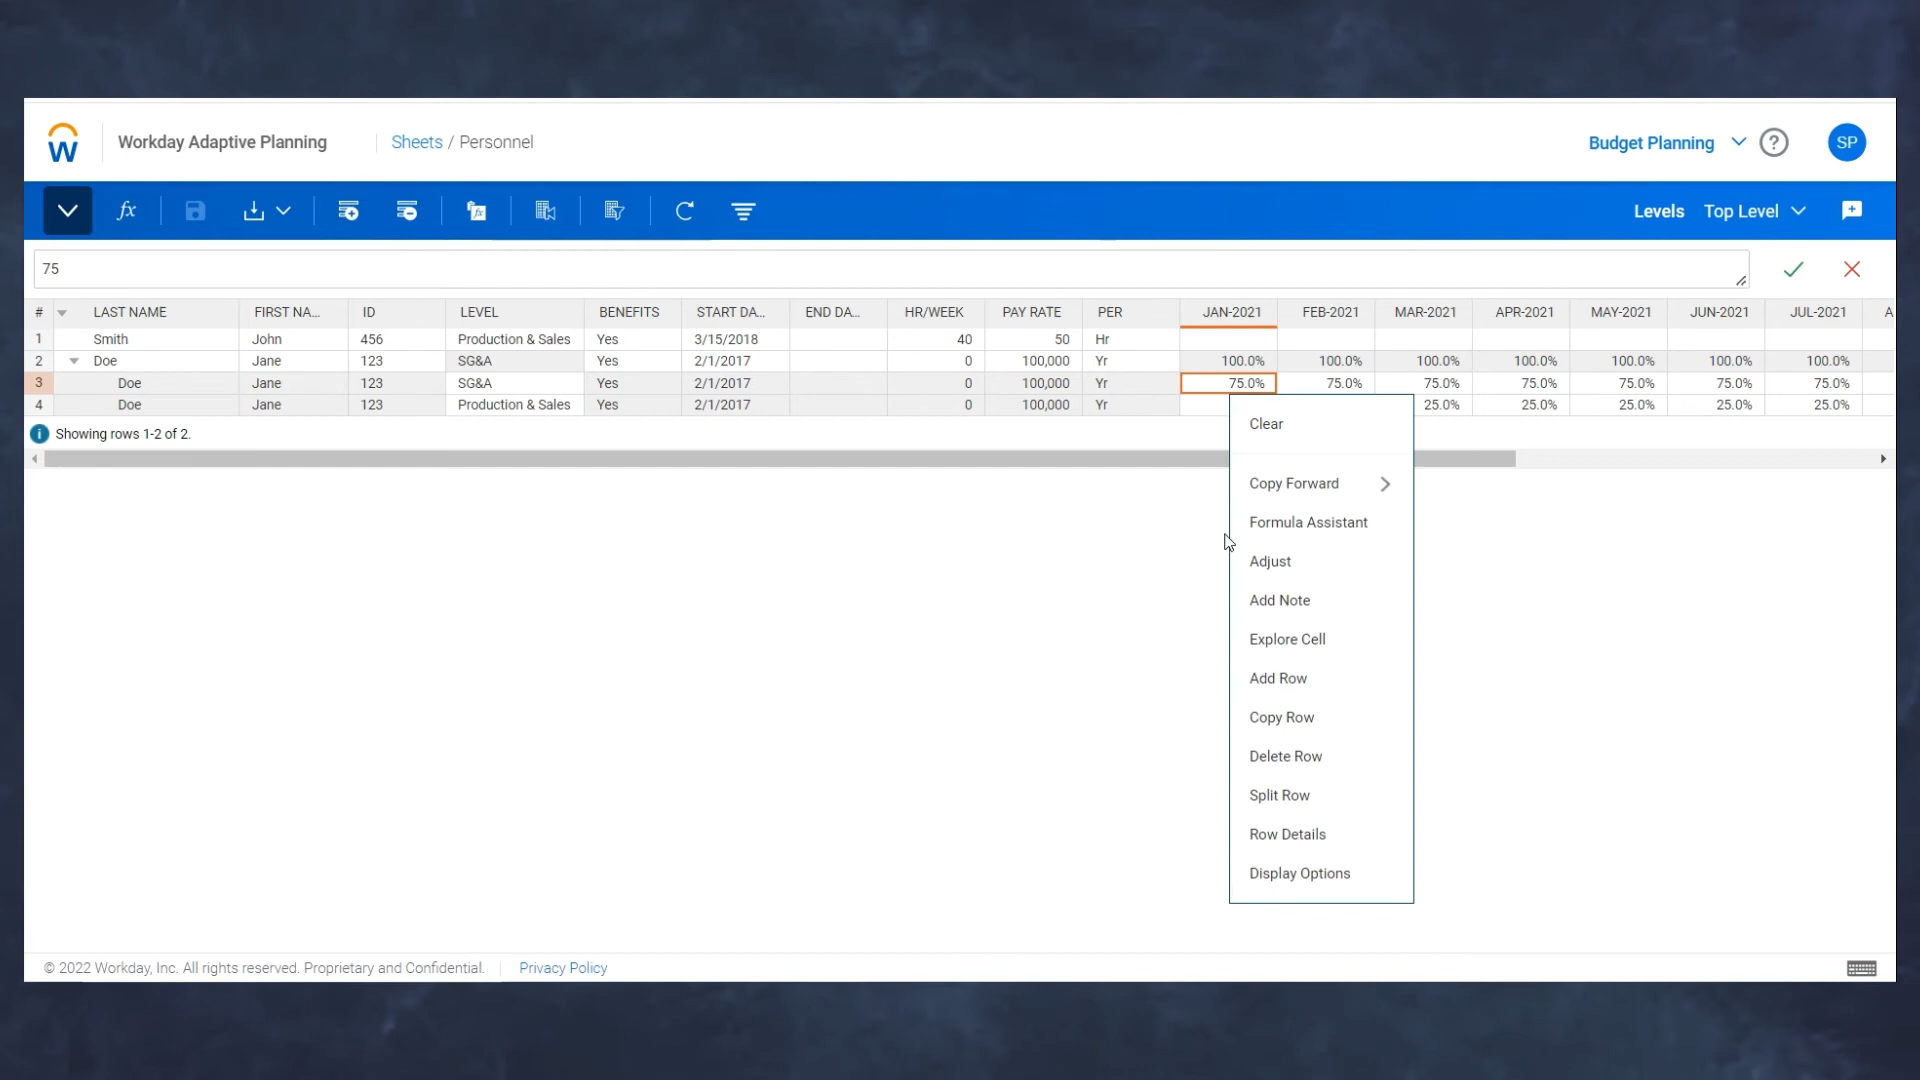 Workday Adaptive Planning
Sheets / Personnel
Budget Planning
?
SP
fx
Levels Top Level
75
# LAST NAME FIRST NA... ID LEVEL BENEFITS START DA... END DA... HR/WEEK PAY RATE PER JAN-2021 FEB-2021 MAR-2021 APR-2021 MAY-2021 JUN-2021 JUL-2021 A
1 Smith John 456 Production & Sales Yes 3/15/2018 40 50 Hr
2 Doe Jane 123 SG&A Yes 2/1/2017 0 100,000 Yr 100.0% 100.0% 100.0% 100.0% 100.0% 100.0% 100.0%
3 Doe Jane 123 SG&A Yes 2/1/2017 0 100,000 Yr 75.0% 75.0% 75.0% 75.0% 75.0% 75.0% 75.0%
4 Doe Jane 123 Production & Sales Yes 2/1/2017 0 100,000 Yr 25.0% 25.0% 25.0% 25.0% 25.0%
i Showing rows 1-2 of 2.
Clear
Copy Forward
Formula Assistant
Adjust
Add Note
Explore Cell
Add Row
Copy Row
Delete Row
Split Row
Row Details
Display Options
© 2022 Workday, Inc. All rights reserved. Proprietary and Confidential. Privacy Policy